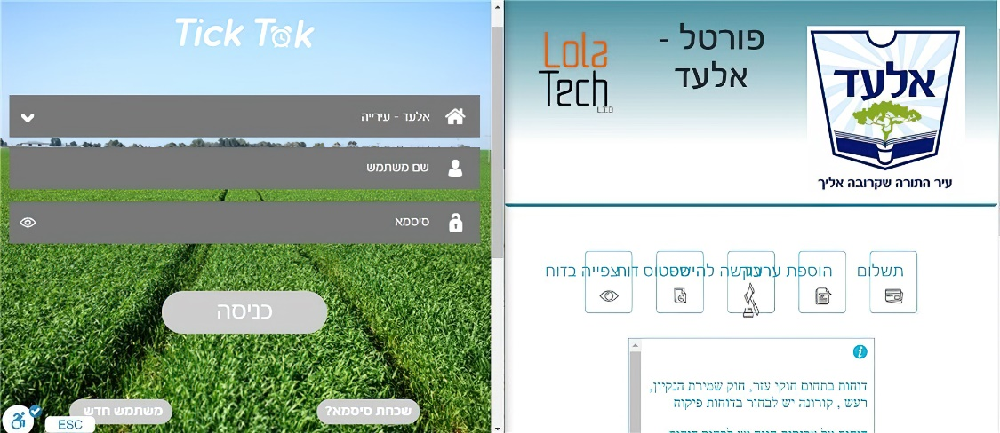 Tick Tok
אלעד - עירייה
שם משתמש
סיסמא
כניסה
שכחת סיסמא?
משתמש חדש
ESC
Lola
Tech
LTD
פורטל -
אלעד
אלעד
עיר התורה שקרובה אליך
תשלום
הוספת ערעור
בקשה להישפט
סטטוס דוח
צפייה בדוח
דוחות בתחום חוקי עזר, חוק שמירת הנקיון,
רעש , קורונה יש לבחור בדוחות פיקוח